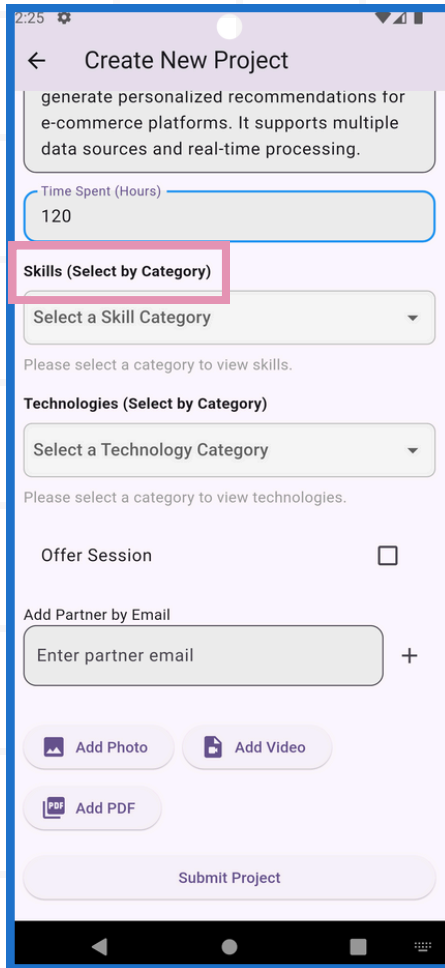 2:25
Create New Project
generate personalized recommendations for
e-commerce platforms. It supports multiple
data sources and real-time processing.
Time Spent (Hours)
120
Skills (Select by Category)
Select a Skill Category
Please select a category to view skills.
Technologies (Select by Category)
Select a Technology Category
Please select a category to view technologies.
Offer Session
Add Partner by Email
Enter partner email
Add Photo
Add Video
PDF
Add PDF
Submit Project